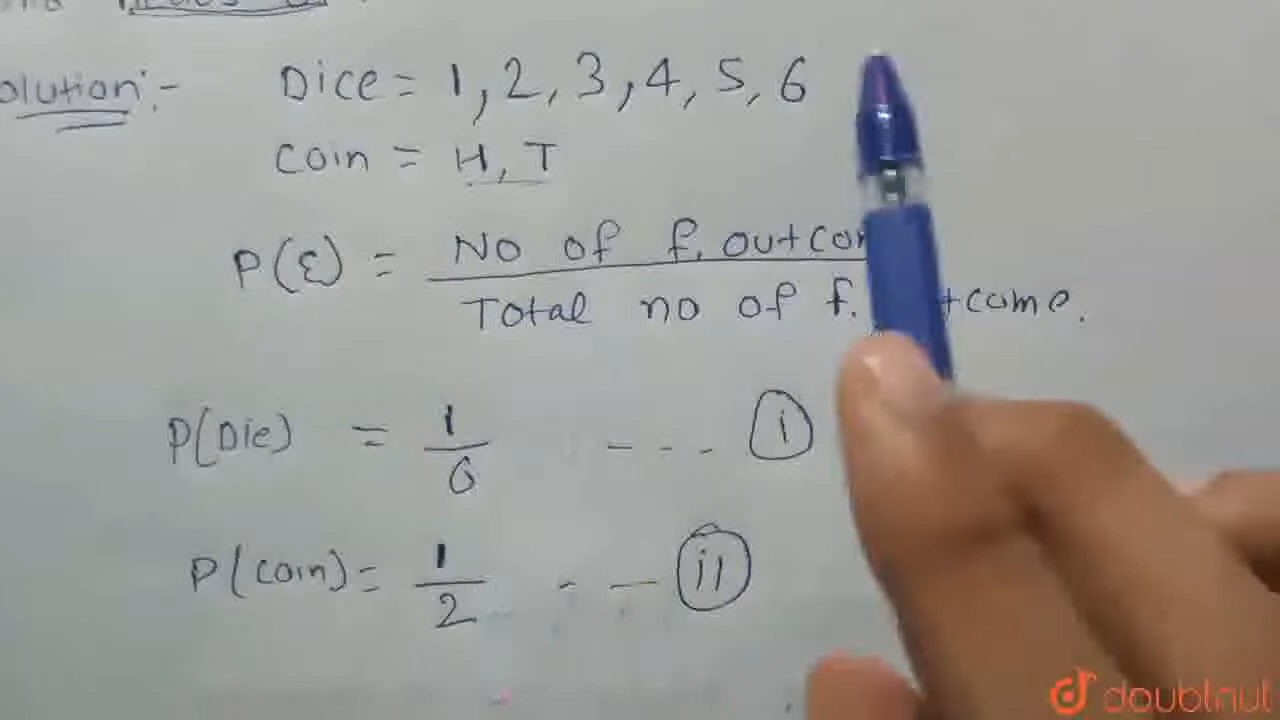 olution:-
Dice = 1, 2, 3, 4, 5, 6
Coin = H, T
P(E) = No of f. outcom
Total no of f. tcome.
P(Die) = 1/6 --- i
P(Coin) = 1/2 -- ii
doubtnut